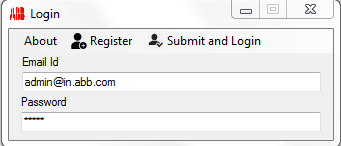 ABB Login
About Register Submit and Login
Email Id
admin@in.abb.com
Password
*****